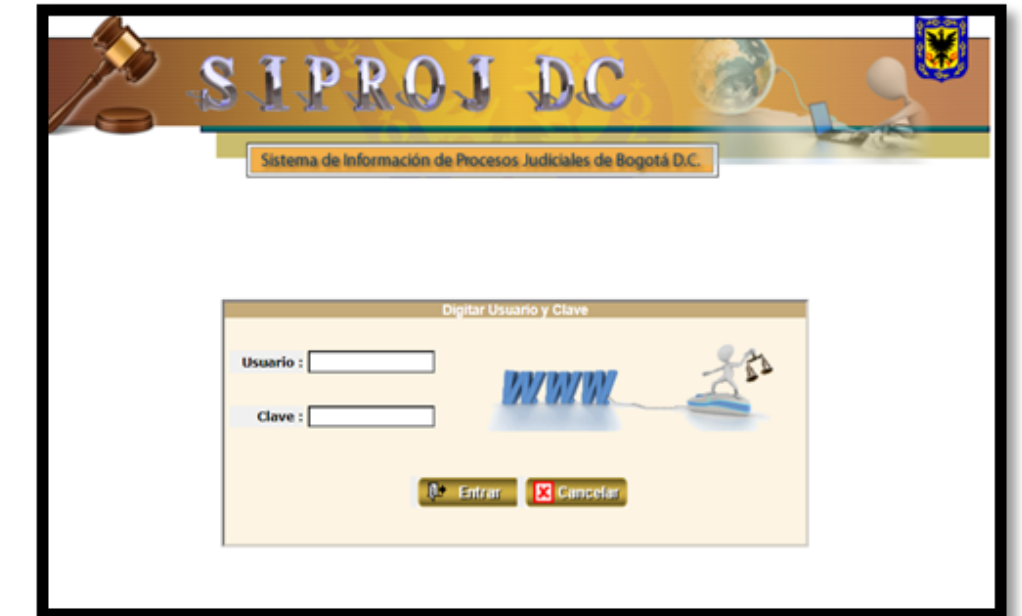 SIPROJ DC
Sistema de Información de Procesos Judiciales de Bogotá D.C.
Digitar Usuario y Clave
Usuario :
WWW
Clave :
Entrar Cancelar